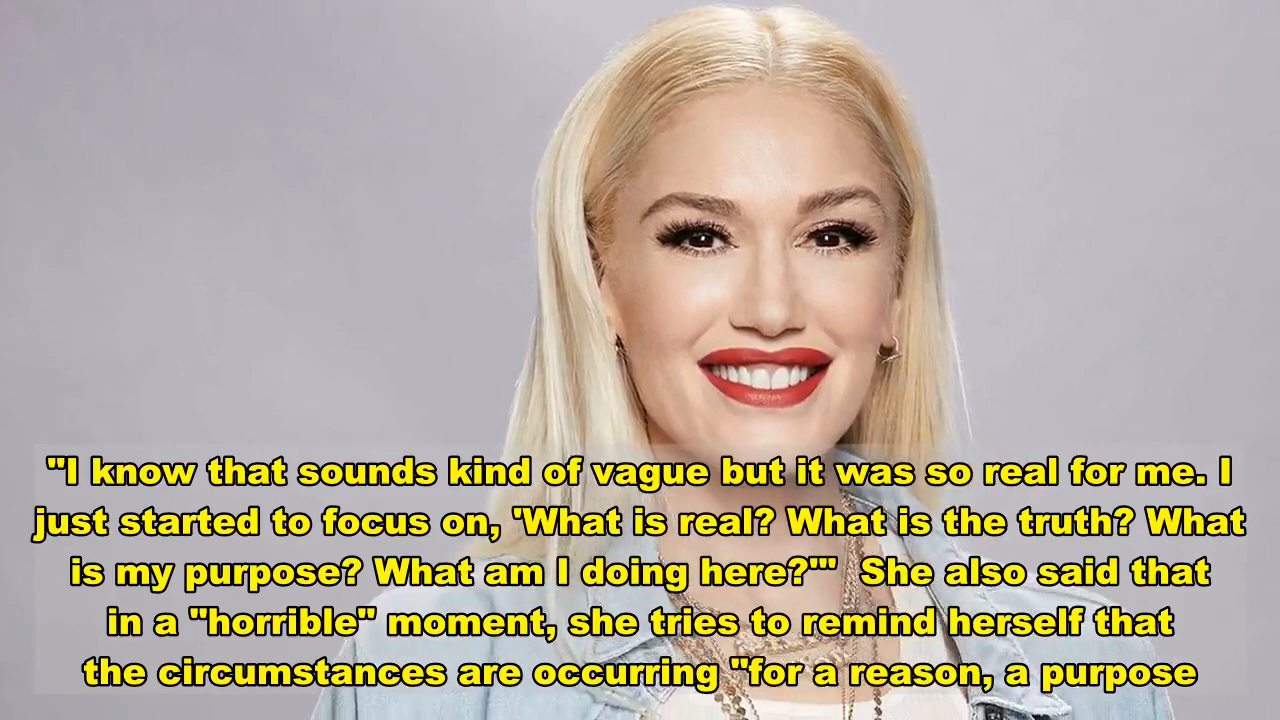 "I know that sounds kind of vague but it was so real for me. I
just started to focus on, 'What is real? What is the truth? What
is my purpose? What am I doing here?'"  She also said that
in a "horrible" moment, she tries to remind herself that
the circumstances are occurring "for a reason, a purpose